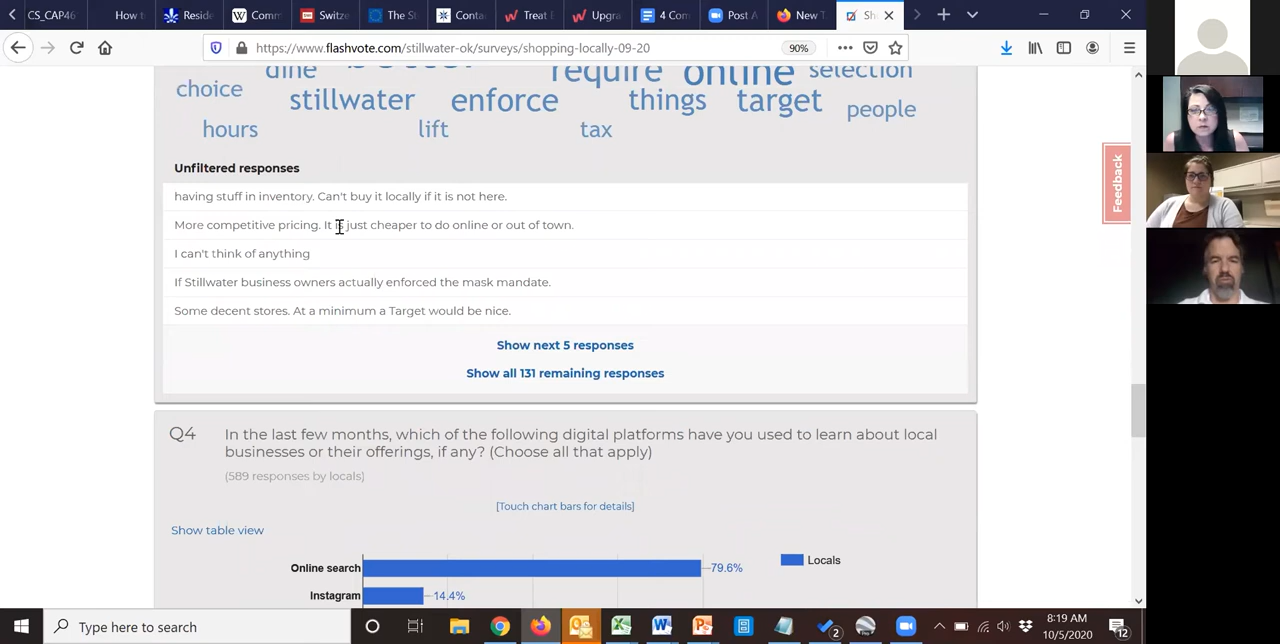 CS_CAP46
How t
Reside
Comm
Switze
The St
Conta
Treat E
Upgra
4 Com
Post A
New T
Sh
https://www.flashvote.com/stillwater-ok/surveys/shopping-locally-09-20
90%
dine
require
online
selection
choice
stillwater
enforce
things
target
people
hours
lift
tax
Feedback
Unfiltered responses
having stuff in inventory. Can't buy it locally if it is not here.
More competitive pricing. It is just cheaper to do online or out of town.
I can't think of anything
If Stillwater business owners actually enforced the mask mandate.
Some decent stores. At a minimum a Target would be nice.
Show next 5 responses
Show all 131 remaining responses
Q4 In the last few months, which of the following digital platforms have you used to learn about local
businesses or their offerings, if any? (Choose all that apply)
(589 responses by locals)
[Touch chart bars for details]
Show table view
Online search 79.6%
Locals
Instagram 14.4%
Type here to search
2
8:19 AM
10/5/2020
12